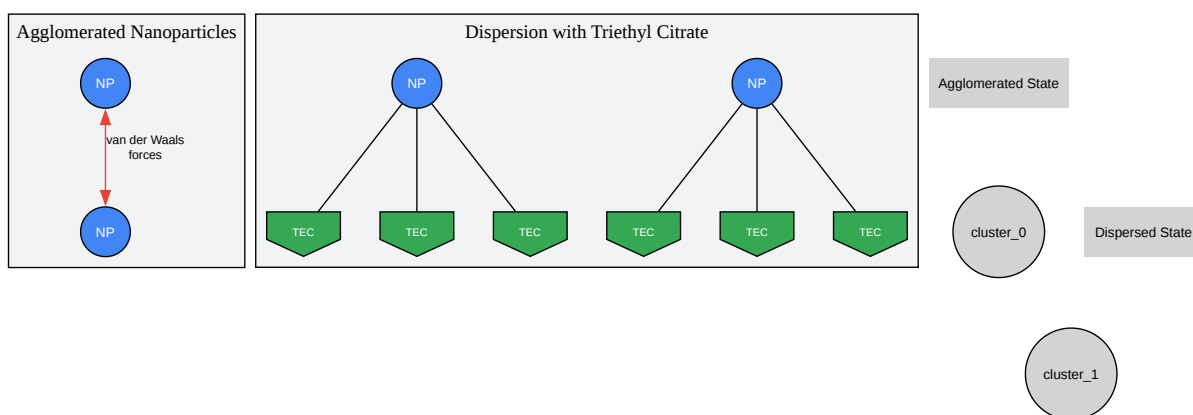 Agglomerated Nanoparticles
NP
van der Waals
forces
NP
Dispersion with Triethyl Citrate
NP
NP
TEC
TEC
TEC
TEC
TEC
TEC
Agglomerated State
cluster_0
Dispersed State
cluster_1